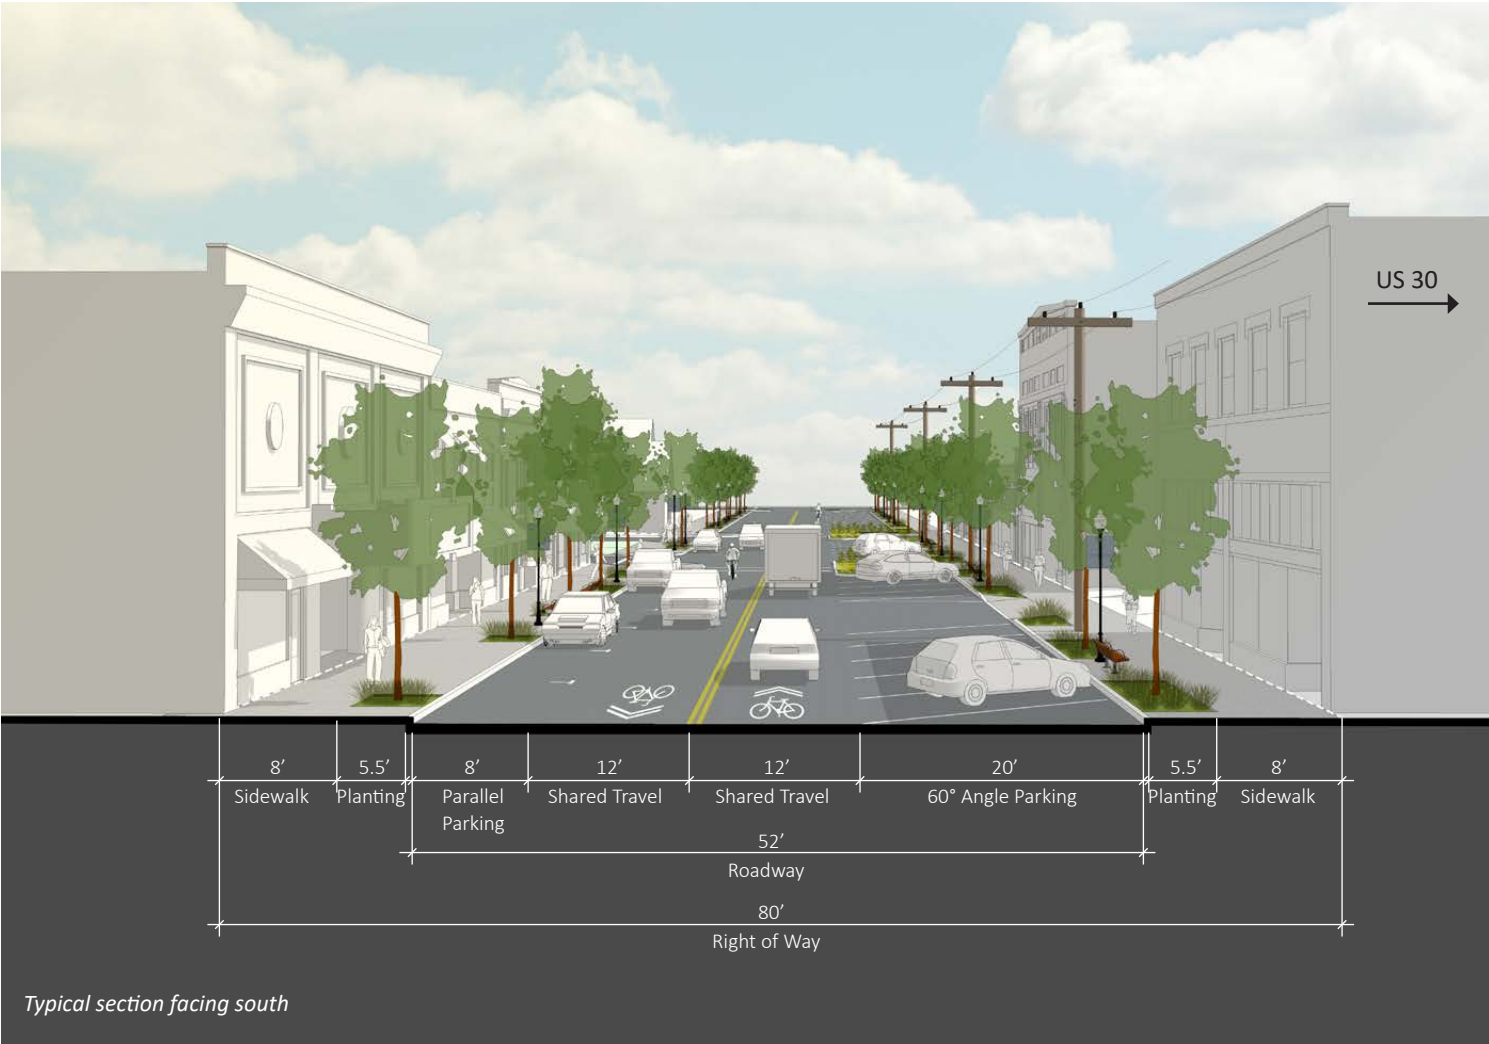 US 30
8’ 5.5’ 8’ 12’ 12’ 20’ 5.5’ 8’
Sidewalk Planting Parallel Shared Travel Shared Travel 60° Angle Parking Planting Sidewalk
Parking
52’
Roadway
80’
Right of Way
Typical section facing south